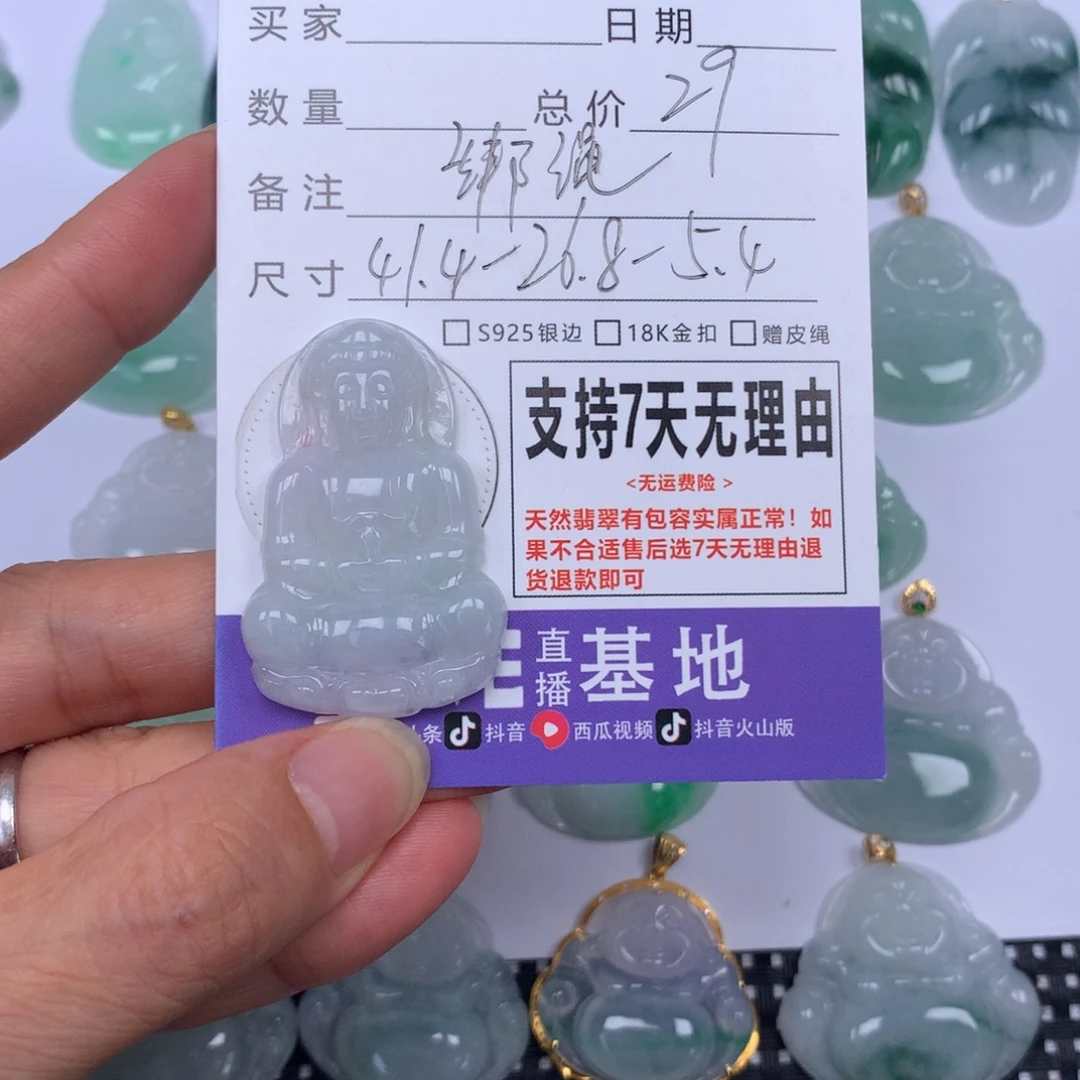 买家 日期
数量 总价 29
备注 绑绳
尺寸 41.4-26.8-5.4
S925银边 18K金扣 赠皮绳
支持7天无理由
<无运费险 >
天然翡翠有包容实属正常！如
果不合适售后选7天无理由退
货退款即可
直播基地
条 抖音 西瓜视频 抖音火山版